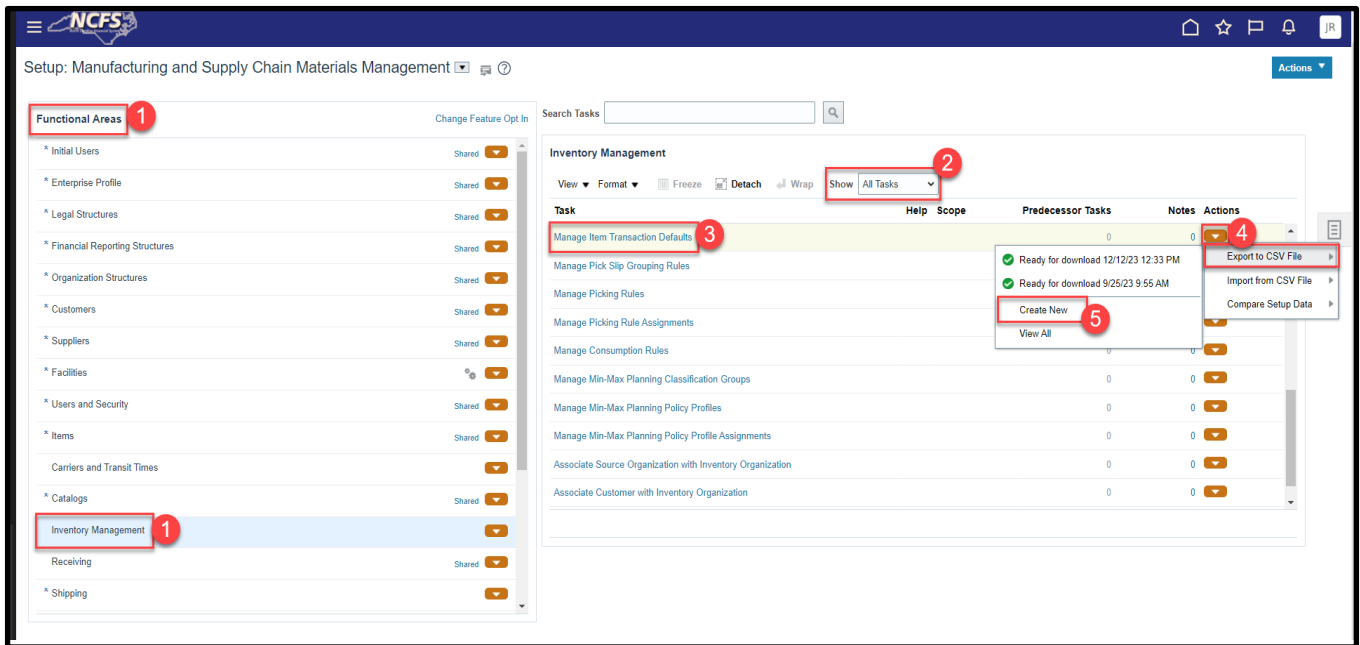 NCFS
JR
Setup: Manufacturing and Supply Chain Materials Management
Actions
Functional Areas 1
Change Feature Opt In
* Initial Users Shared
* Enterprise Profile Shared
* Legal Structures Shared
* Financial Reporting Structures Shared
* Organization Structures Shared
* Customers Shared
* Suppliers Shared
* Facilities
* Users and Security Shared
* Items Shared
Carriers and Transit Times
* Catalogs Shared
Inventory Management 1
Receiving Shared
* Shipping
Search Tasks
Inventory Management
2
View Format Freeze Detach Wrap Show All Tasks
Task Help Scope Predecessor Tasks Notes Actions
Manage Item Transaction Defaults 3 0 0 4
Manage Pick Slip Grouping Rules
Manage Picking Rules
Manage Picking Rule Assignments
Manage Consumption Rules 0 0
Manage Min-Max Planning Classification Groups 0 0
Manage Min-Max Planning Policy Profiles 0 0
Manage Min-Max Planning Policy Profile Assignments 0 0
Associate Source Organization with Inventory Organization 0 0
Associate Customer with Inventory Organization 0 0
Export to CSV File
Import from CSV File
Compare Setup Data
Ready for download 12/12/23 12:33 PM
Ready for download 9/25/23 9:55 AM
Create New 5
View All